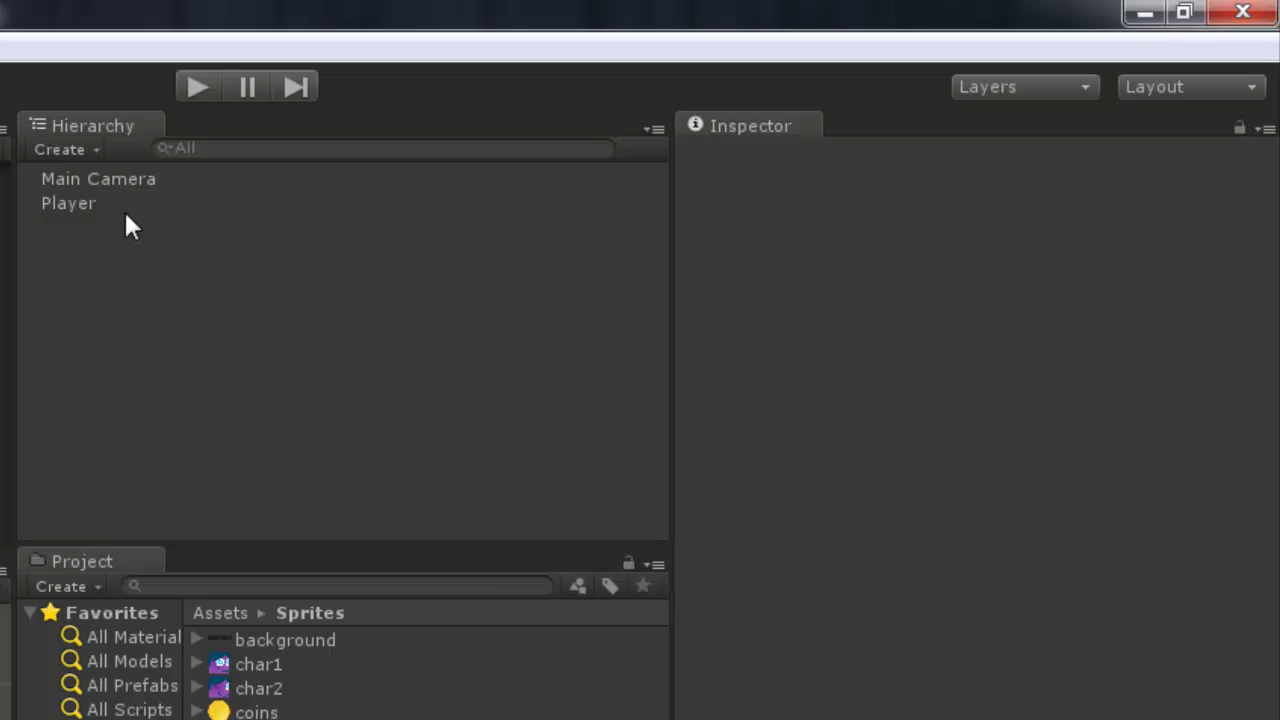 Layers
Layout
Hierarchy
Create
All
Main Camera
Player
Inspector
Project
Create
Favorites
All Material
All Models
All Prefabs
All Scripts
Assets Sprites
background
char1
char2
coins